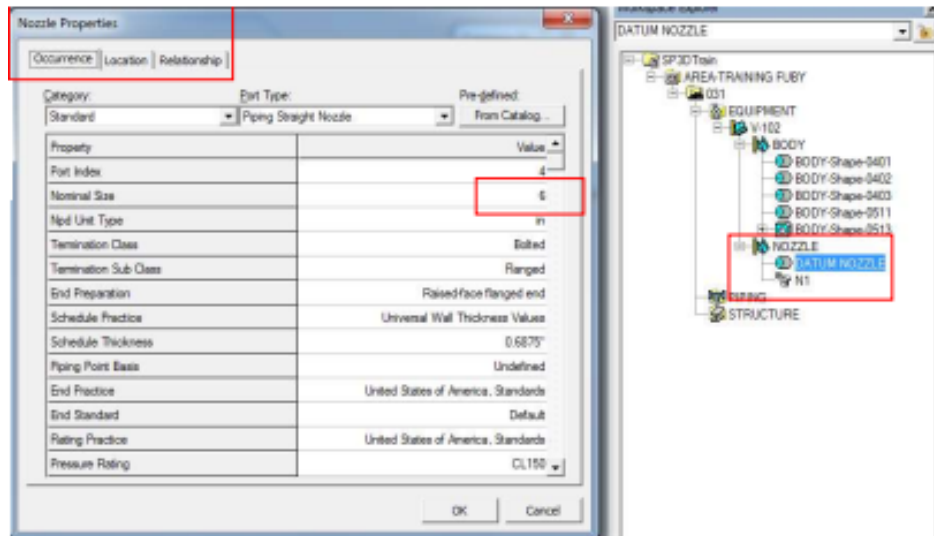 Nozzle Properties
Occurrence Location Relationship
Category: Port Type: Pre-defined:
Standard Piping Straight Nozzle From Catalog...
Property Value
Port Index 4
Nominal Size 6
Npd Unit Type in
Termination Class Bolted
Termination Sub Class Flanged
End Preparation Raised-face flanged end
Schedule Practice Universal Wall Thickness Values
Schedule Thickness 0.6875"
Piping Point Basis Undefined
End Practice United States of America, Standards
End Standard Default
Rating Practice United States of America, Standards
Pressure Rating CL150
OK Cancel
Workspace Explorer
DATUM NOZZLE
SP3DTrain
AREA-TRAINING FUBY
031
EQUIPMENT
V-102
BODY
BODY-Shape-0401
BODY-Shape-0402
BODY-Shape-0403
BODY-Shape-0511
BODY-Shape-0513
NOZZLE
DATUM NOZZLE
N1
PIPING
STRUCTURE